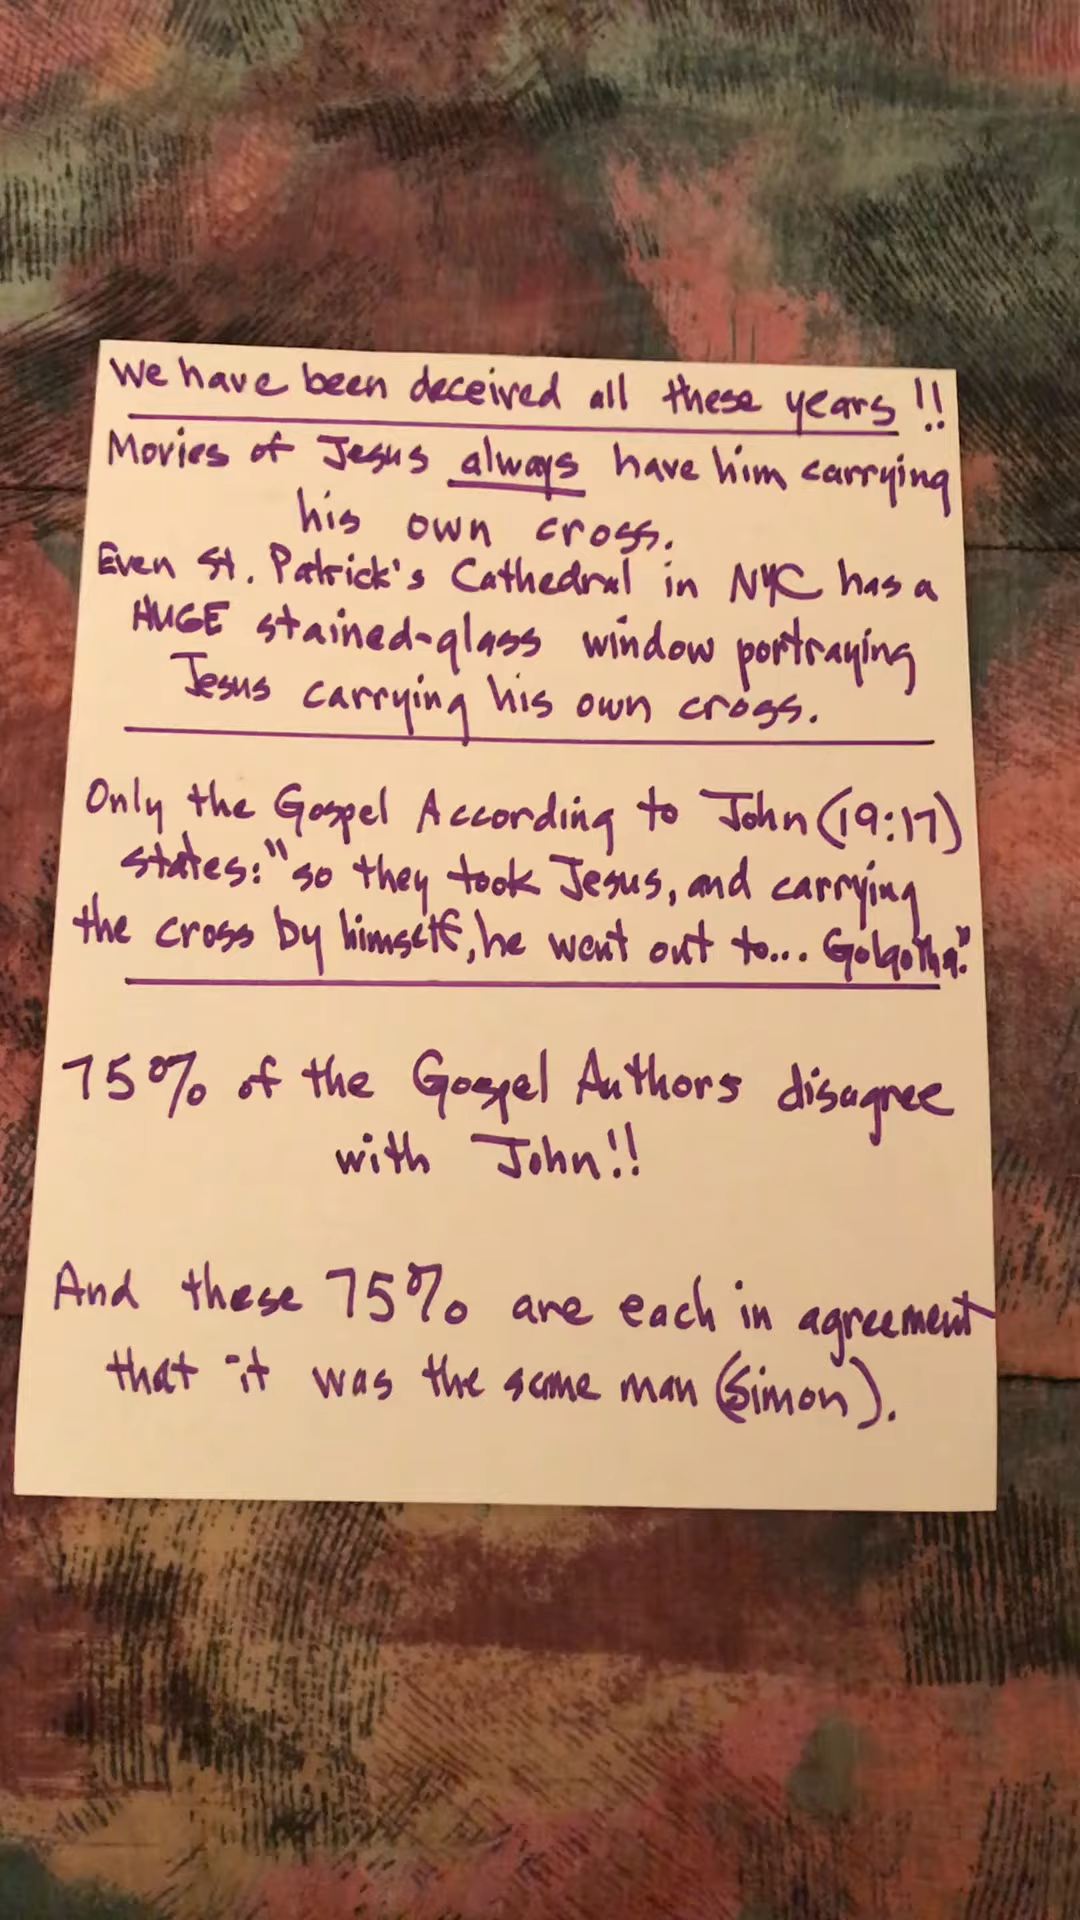 We have been deceived all these years!!
Movies of Jesus always have him carrying
his own cross.
Even St. Patrick's Cathedral in NYC has a
HUGE stained-glass window portraying
Jesus carrying his own cross.
Only the Gospel According to John (19:17)
states: "so they took Jesus, and carrying
the cross by himself, he went out to... Golgotha."
75% of the Gospel Authors disagree
with John!!
And these 75% are each in agreement
that it was the same man (Simon).